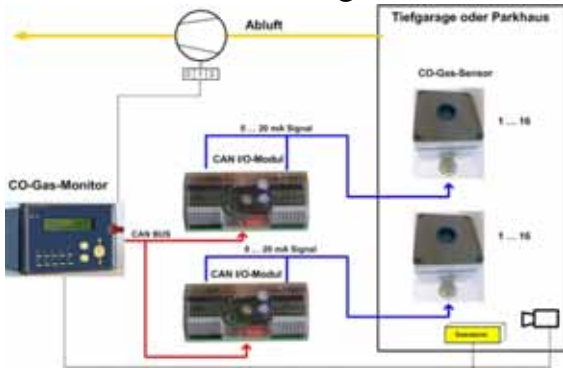 Abluft
Tiefgarage oder Parkhaus
CO-Gas-Sensor
1 ... 16
0 ... 20 mA Signal
CAN I/O-Modul
CO-Gas-Monitor
CAN BUS
1 ... 16
0 ... 20 mA Signal
CAN I/O-Modul